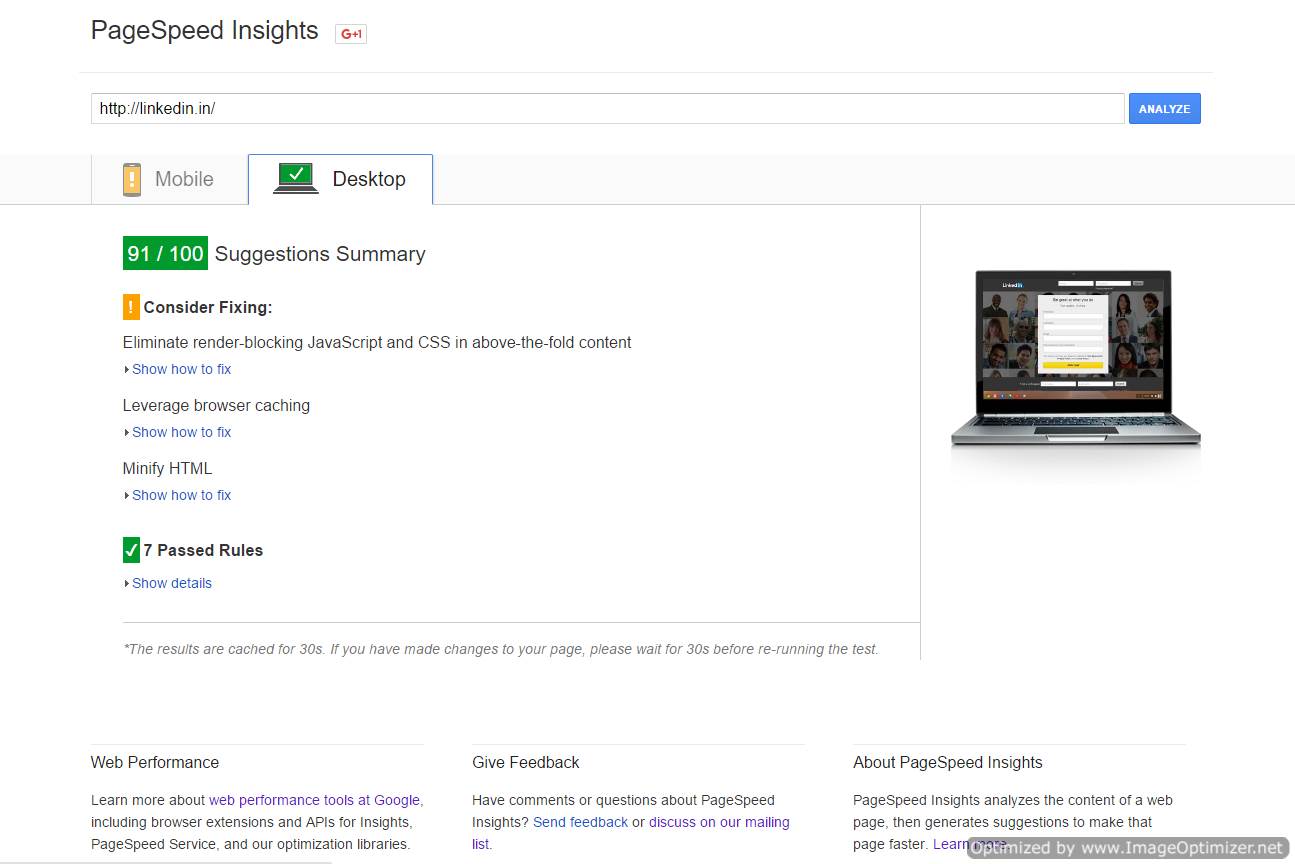 PageSpeed Insights
G+1
http://linkedin.in/
ANALYZE
Mobile
Desktop
91 / 100 Suggestions Summary
! Consider Fixing:
Eliminate render-blocking JavaScript and CSS in above-the-fold content
Show how to fix
Leverage browser caching
Show how to fix
Minify HTML
Show how to fix
7 Passed Rules
Show details
*The results are cached for 30s. If you have made changes to your page, please wait for 30s before re-running the test.
LinkedIn
Be great at what you do
Web Performance
Learn more about web performance tools at Google,
including browser extensions and APIs for Insights,
PageSpeed Service, and our optimization libraries.
Give Feedback
Have comments or questions about PageSpeed
Insights? Send feedback or discuss on our mailing
list.
About PageSpeed Insights
PageSpeed Insights analyzes the content of a web
page, then generates suggestions to make that
page faster. Learn more.
Optimized by www.ImageOptimizer.net